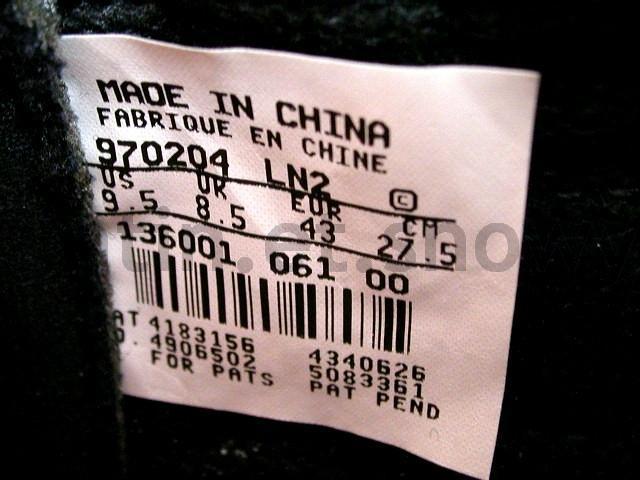 MADE IN CHINA
FABRIQUE EN CHINE
970204 LN2 ©
US UK EUR CM
9.5 8.5 43 27.5
136001 061 00
AT 4183156 4340626
O. 4906502 5083361
FOR PATS PAT PEND